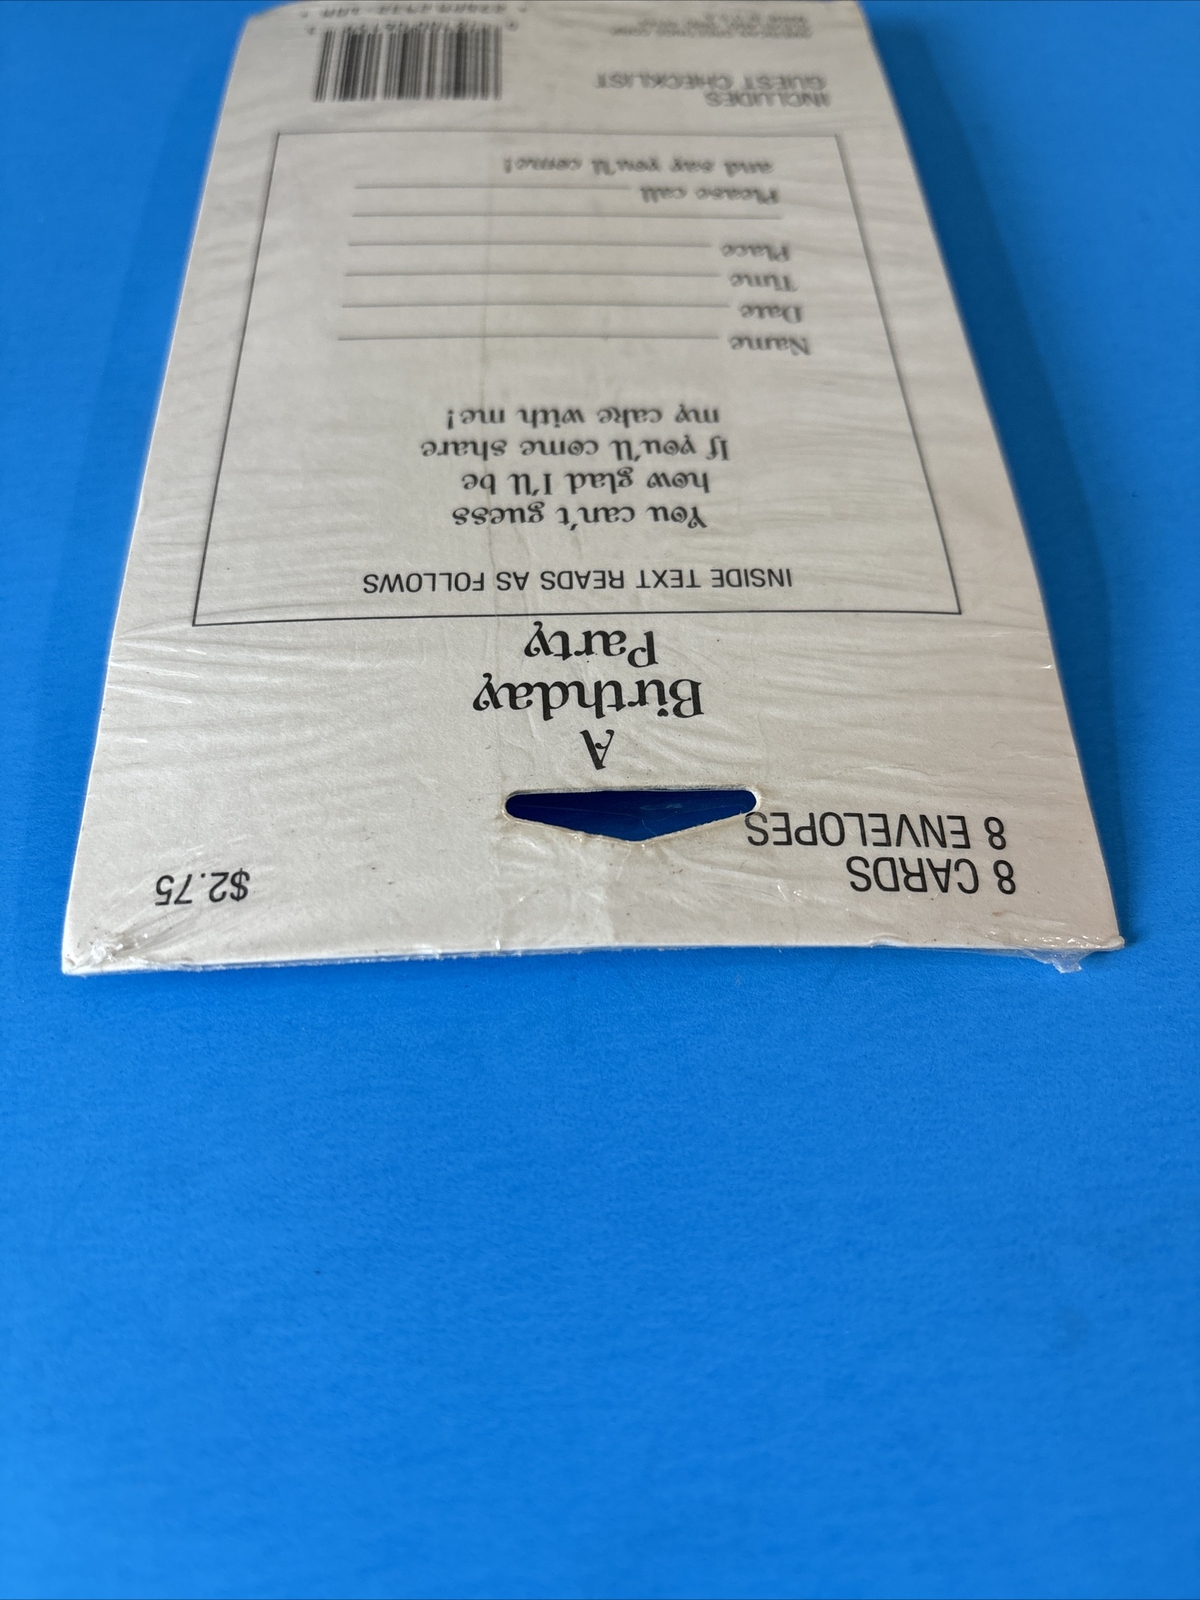 8 CARDS
8 ENVELOPES
$2.75
A
Birthday
Party
INSIDE TEXT READS AS FOLLOWS
You can't guess
how glad I'll be
If you'll come share
my cake with me!
Name
Date
Time
Place
Please call
and say you'll come!
INCLUDES
GUEST CHECKLIST